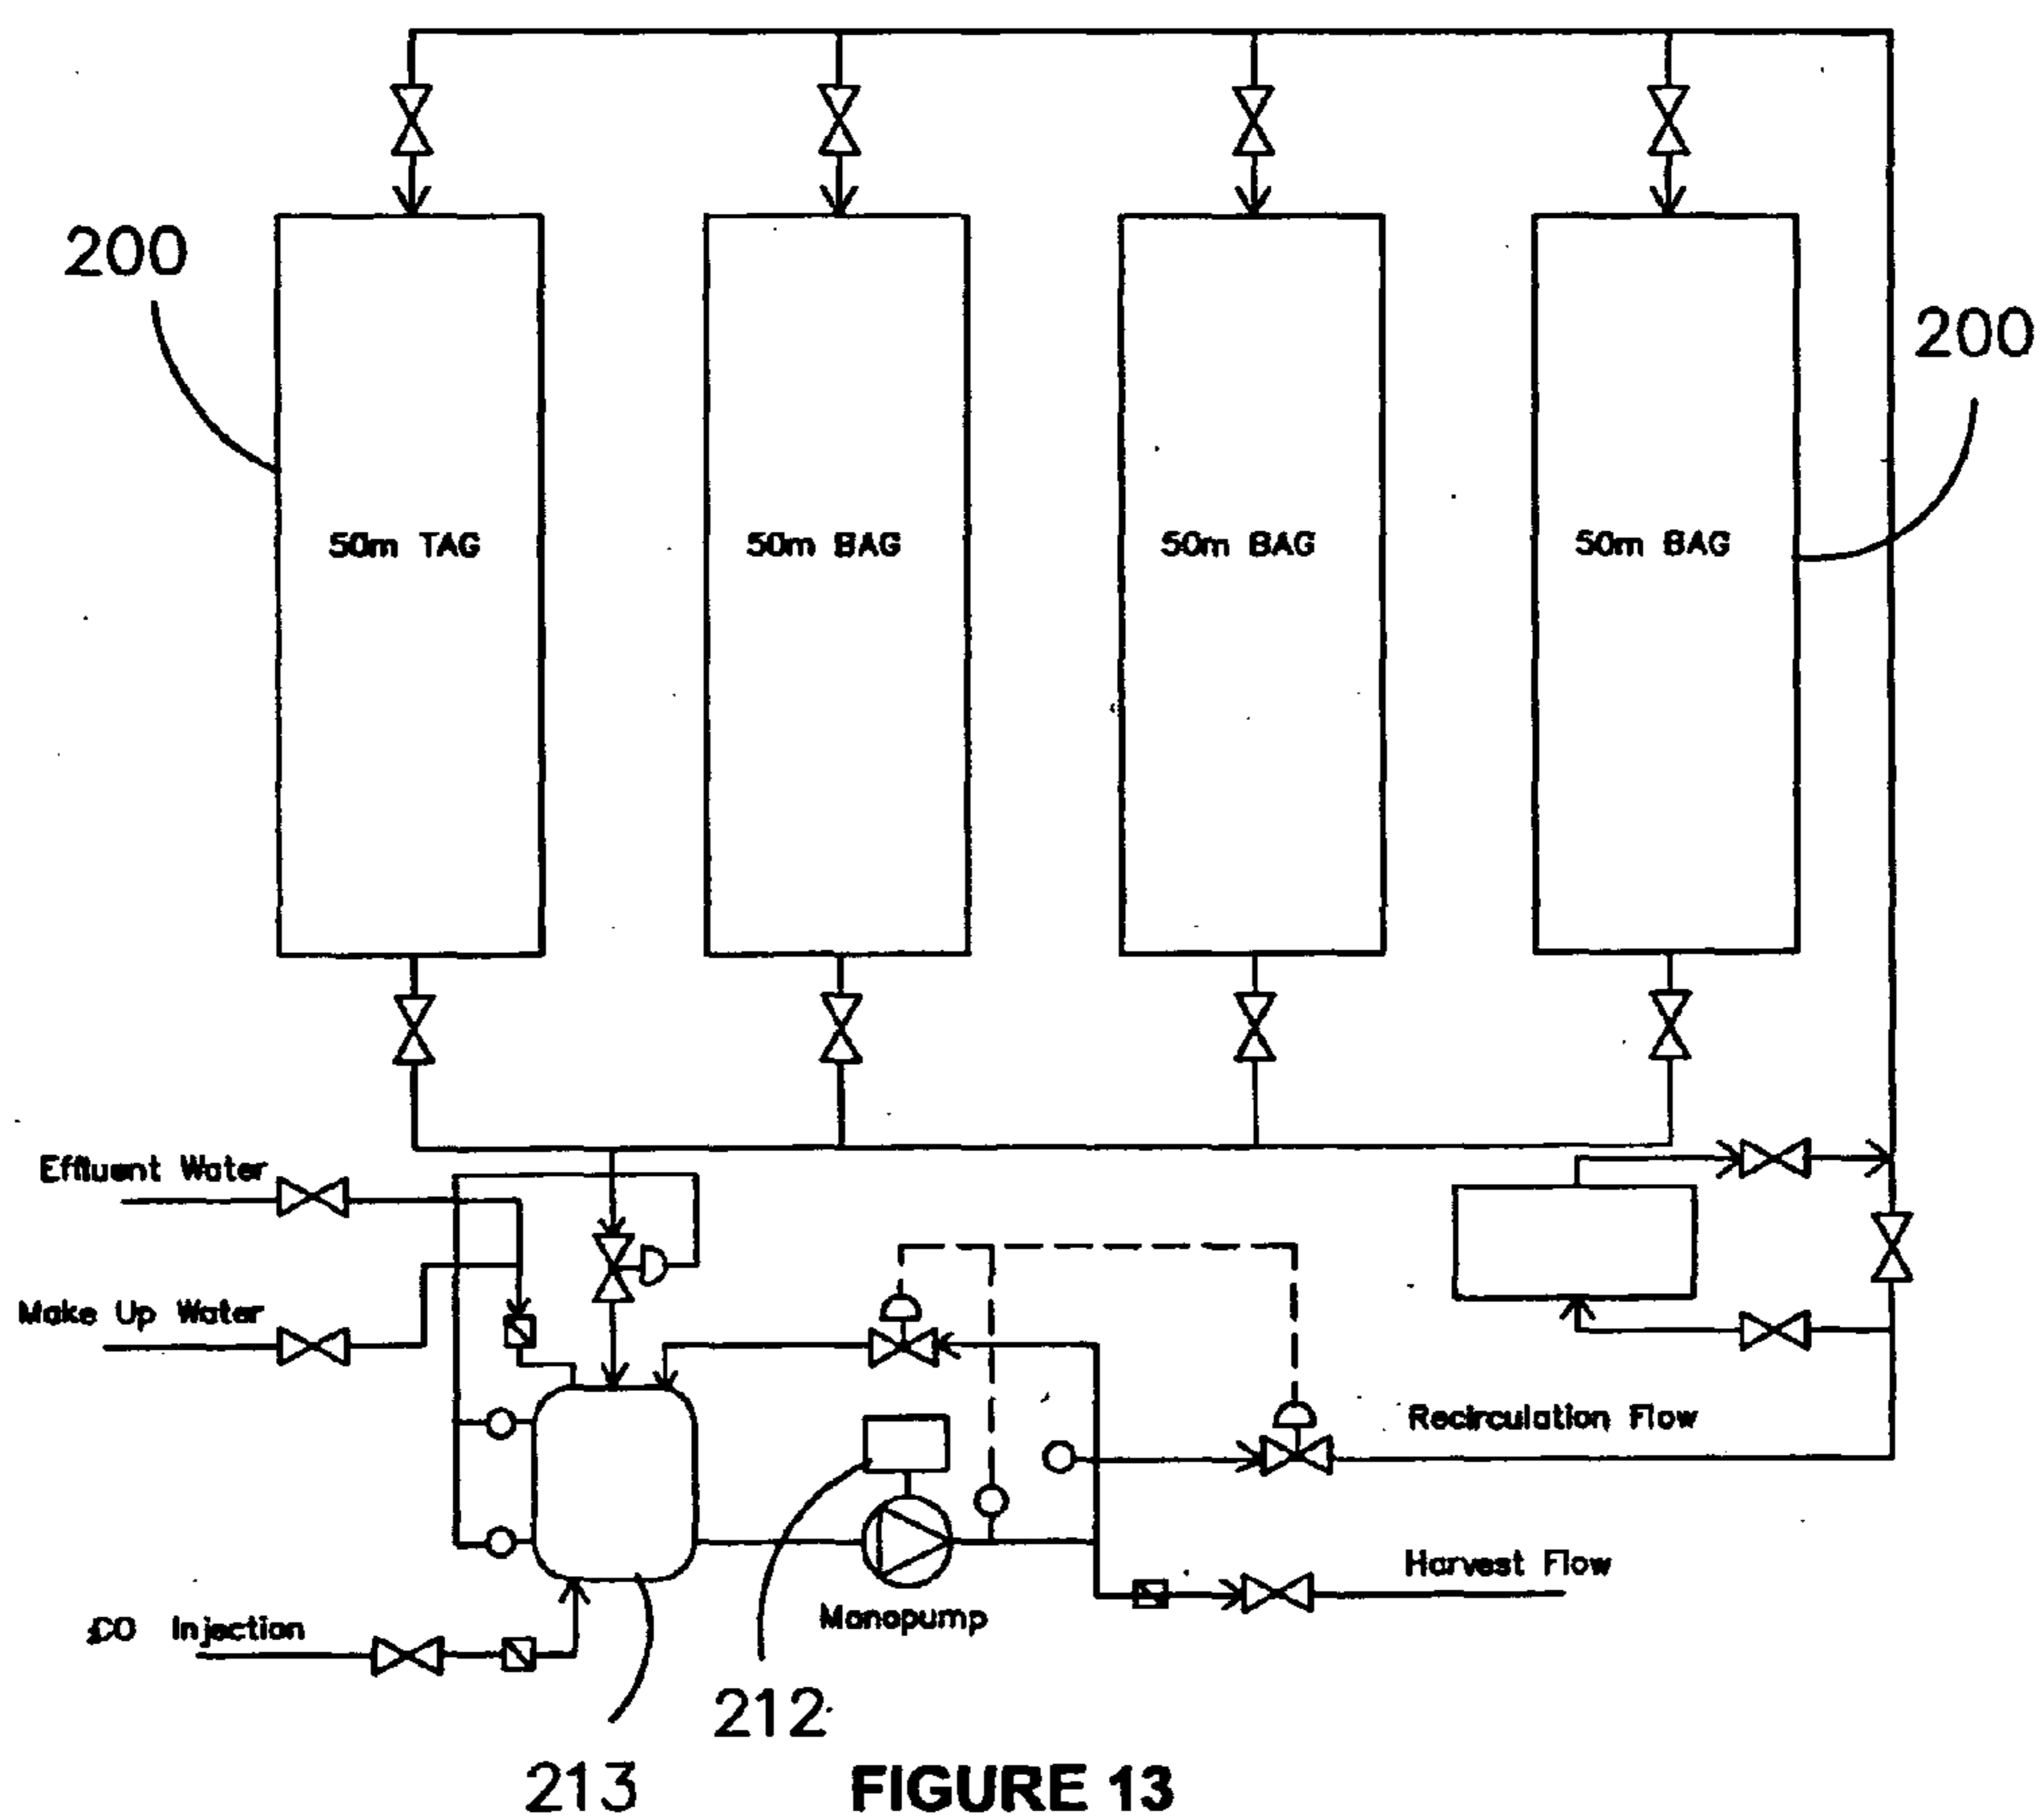 200
200
50m TAG
50m BAG
50m BAG
50m BAG
Effluent Water
Make Up Water
Recirculation Flow
Harvest Flow
Monopump
2CO Injection
212
213
FIGURE 13